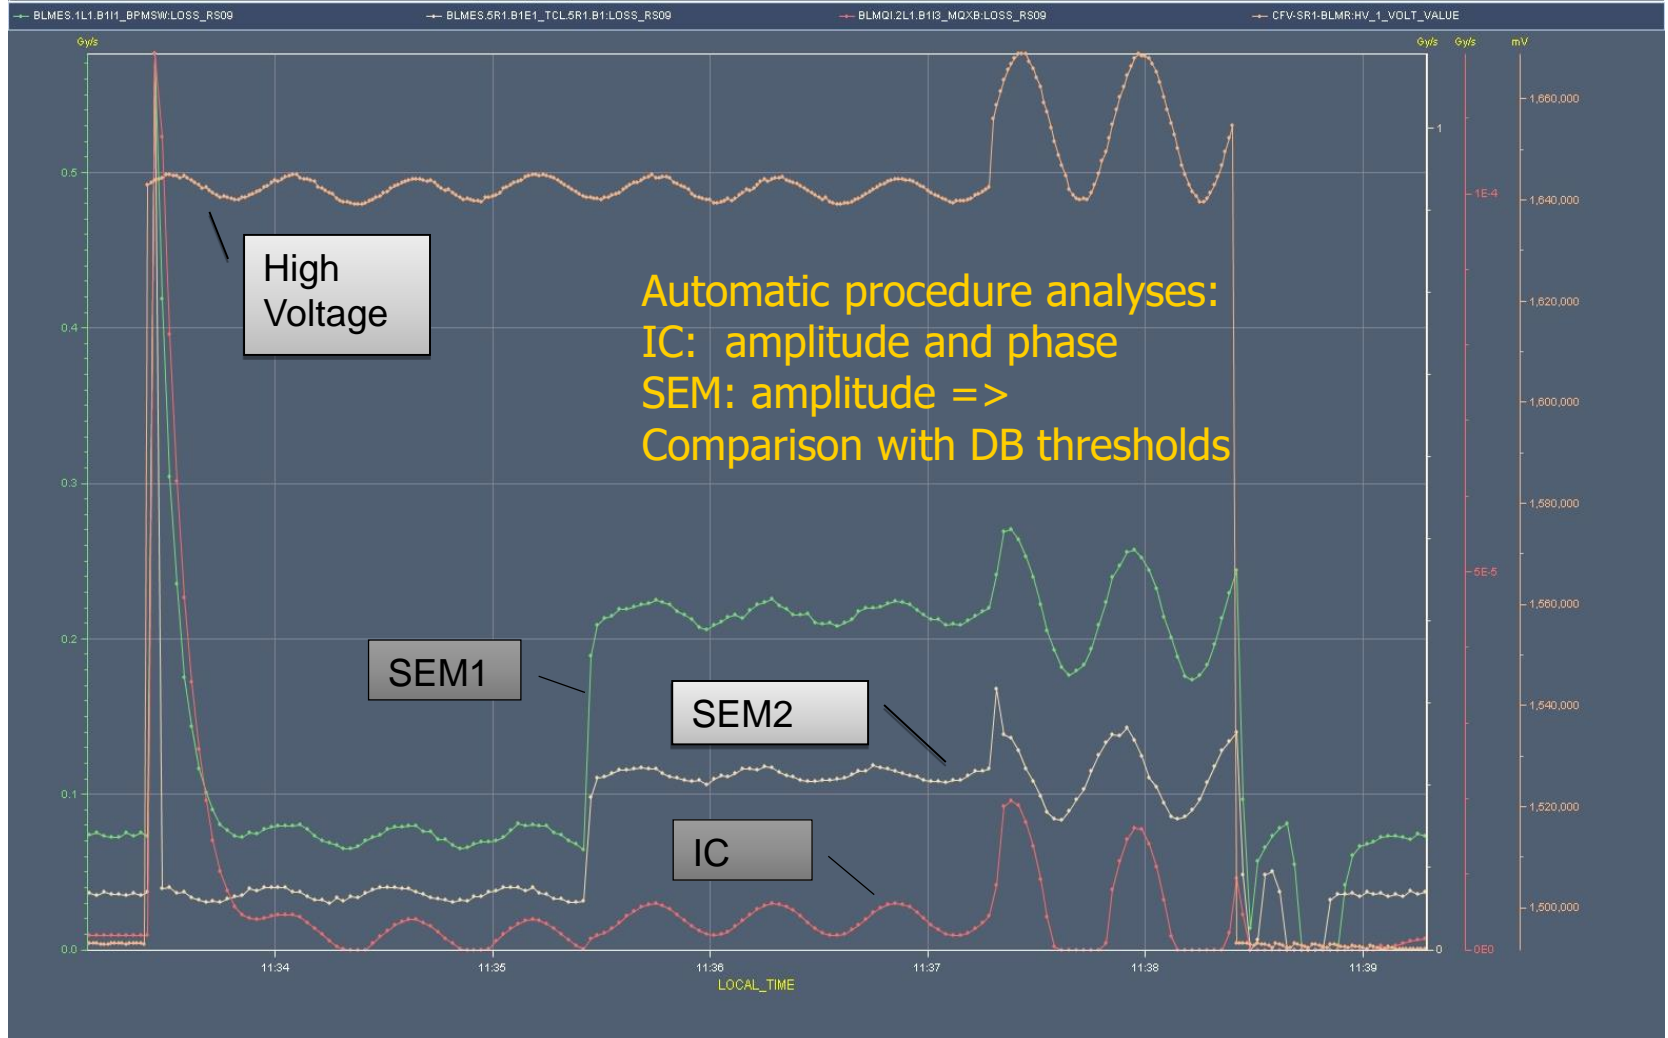 BLMES.1L1.B1I1_BPMSW:LOSS_RS09 BLMES.5R1.B1E1_TCL.5R1.B1:LOSS_RS09 BLMQI.2L1.B1I3_MQXB:LOSS_RS09 CFV-SR1-BLMR:HV_1_VOLT_VALUE
Gy/s Gy/s Gy/s mV
0.5
0.4
0.3
0.2
0.1
0.0
High
Voltage
Automatic procedure analyses:
IC: amplitude and phase
SEM: amplitude =>
Comparison with DB thresholds
SEM1
SEM2
IC
1
0
1E-4
5E-5
0E0
1,660,000
1,640,000
1,620,000
1,600,000
1,580,000
1,560,000
1,540,000
1,520,000
1,500,000
11:34 11:35 11:36 11:37 11:38 11:39
LOCAL_TIME